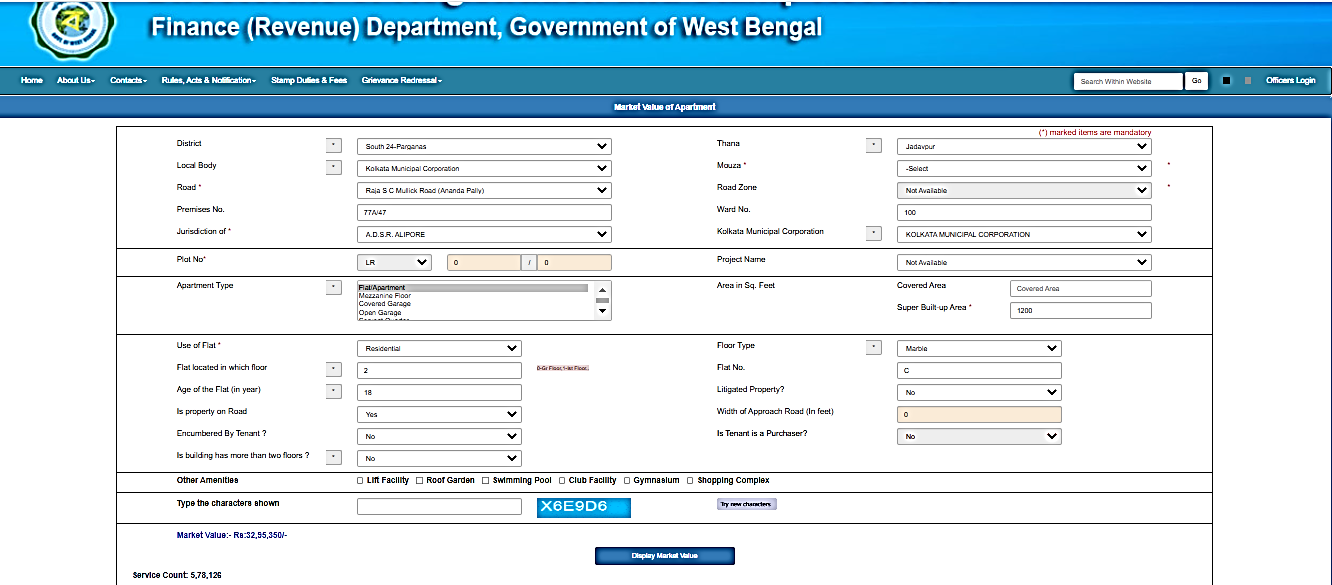 Finance (Revenue) Department, Government of West Bengal
Home About Us Contacts Rules, Acts & Notification Stamp Duties & Fees Grievance Redressal Search Within Website Go Officers Login
Market Value of Apartment
(*) marked items are mandatory
District * South 24-Parganas Thana * Jadavpur
Local Body * Kolkata Municipal Corporation Mouza * -Select *
Road * Raja S C Mullick Road (Ananda Pally) Road Zone Not Available *
Premises No. 77A/47 Ward No. 100
Jurisdiction of * A.D.S.R. ALIPORE Kolkata Municipal Corporation * KOLKATA MUNICIPAL CORPORATION
Plot No* LR 0 / 0 Project Name Not Available
Apartment Type * Flat/Apartment Area in Sq. Feet Covered Area Covered Area
Mezzanine Floor
Covered Garage
Open Garage Super Built-up Area * 1200
Use of Flat * Residential Floor Type * Marble
Flat located in which floor * 2 0-Gr Floor,1-Ist Floor.. Flat No. C
Age of the Flat (in year) * 18 Litigated Property? No
Is property on Road Yes Width of Approach Road (In feet) 0
Encumbered By Tenant ? No Is Tenant is a Purchaser? No
Is building has more than two floors ? * No
Other Amenities Lift Facility Roof Garden Swimming Pool Club Facility Gymnasium Shopping Complex
Type the characters shown X6E9D6 Try new characters
Market Value:- Rs:32,95,350/-
Display Market Value
Service Count: 5,78,126